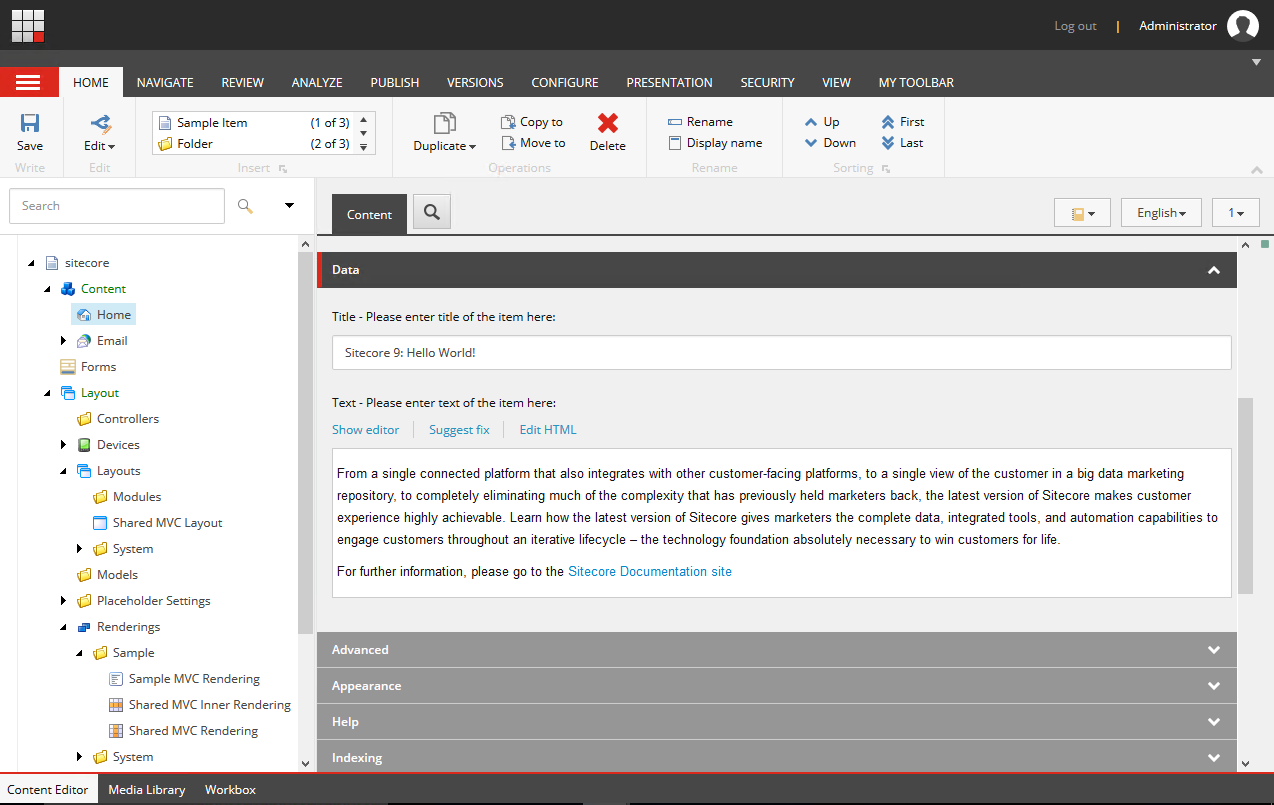 Log out | Administrator
HOME NAVIGATE REVIEW ANALYZE PUBLISH VERSIONS CONFIGURE PRESENTATION SECURITY VIEW MY TOOLBAR
Sample Item (1 of 3) Copy to Rename Up First
Folder (2 of 3) Move to Display name Down Last
Save Edit Duplicate Delete
Write Edit Insert Operations Rename Sorting
Search
Content
English
1
sitecore
Content
Home
Email
Forms
Layout
Controllers
Devices
Layouts
Modules
Shared MVC Layout
System
Models
Placeholder Settings
Renderings
Sample
Sample MVC Rendering
Shared MVC Inner Rendering
Shared MVC Rendering
System
Data
Title - Please enter title of the item here:
Sitecore 9: Hello World!
Text - Please enter text of the item here:
Show editor Suggest fix Edit HTML
From a single connected platform that also integrates with other customer-facing platforms, to a single view of the customer in a big data marketing
repository, to completely eliminating much of the complexity that has previously held marketers back, the latest version of Sitecore makes customer
experience highly achievable. Learn how the latest version of Sitecore gives marketers the complete data, integrated tools, and automation capabilities to
engage customers throughout an iterative lifecycle – the technology foundation absolutely necessary to win customers for life.
For further information, please go to the Sitecore Documentation site
Advanced
Appearance
Help
Indexing
Content Editor Media Library Workbox